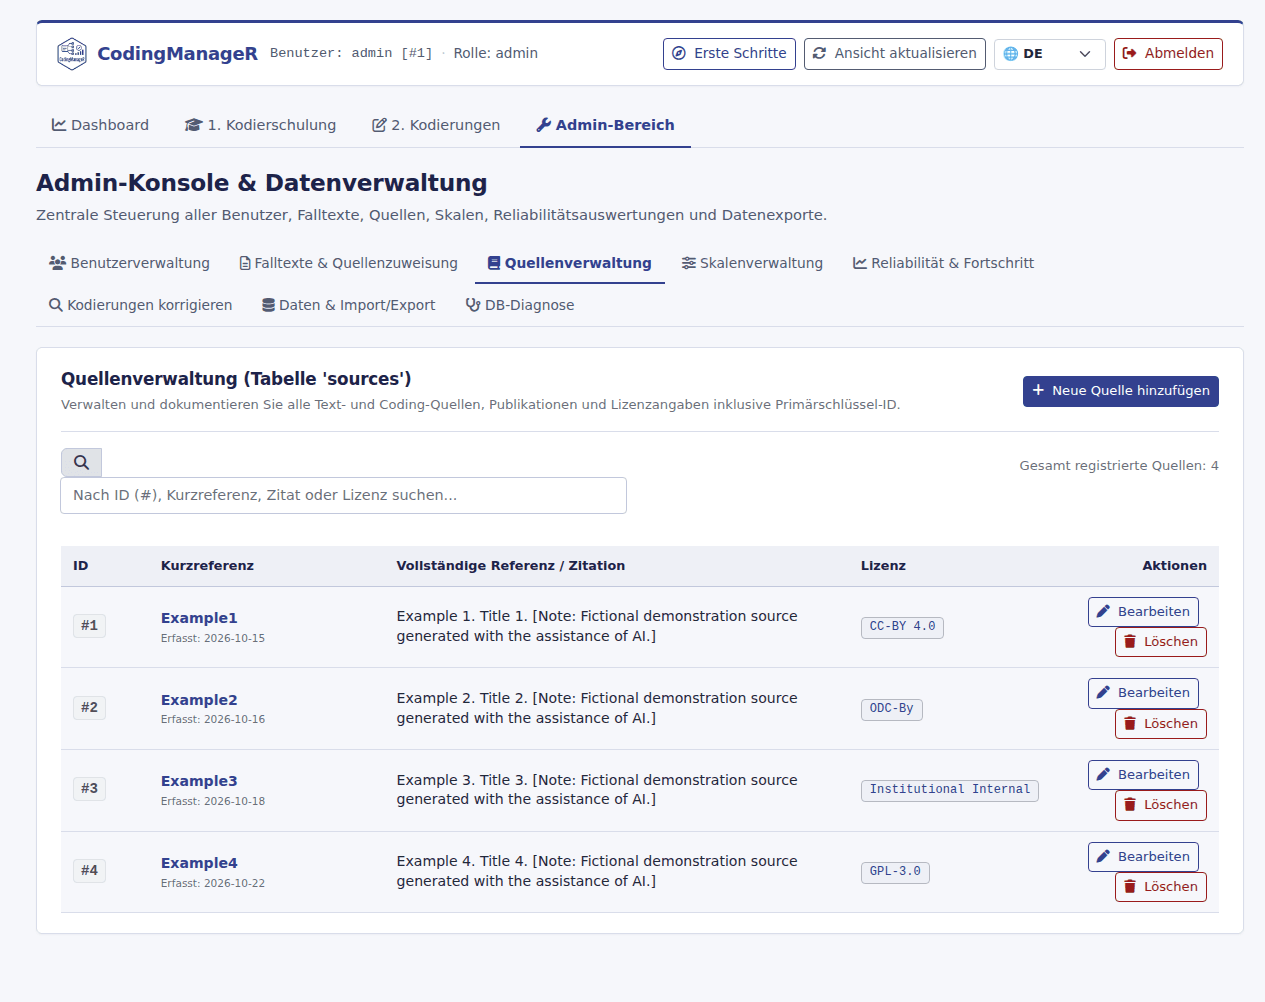 CodingManageR Benutzer: admin [#1] · Rolle: admin Erste Schritte Ansicht aktualisieren 🌐 DE Abmelden
Dashboard 1. Kodierschulung 2. Kodierungen Admin-Bereich
Admin-Konsole & Datenverwaltung
Zentrale Steuerung aller Benutzer, Falltexte, Quellen, Skalen, Reliabilitätsauswertungen und Datenexporte.
Benutzerverwaltung Falltexte & Quellenzuweisung Quellenverwaltung Skalenverwaltung Reliabilität & Fortschritt
Kodierungen korrigieren Daten & Import/Export DB-Diagnose
Quellenverwaltung (Tabelle 'sources')
Verwalten und dokumentieren Sie alle Text- und Coding-Quellen, Publikationen und Lizenzangaben inklusive Primärschlüssel-ID.
+ Neue Quelle hinzufügen
Gesamt registrierte Quellen: 4
Nach ID (#), Kurzreferenz, Zitat oder Lizenz suchen...
ID Kurzreferenz Vollständige Referenz / Zitation Lizenz Aktionen
#1 Example1 Example 1. Title 1. [Note: Fictional demonstration source CC-BY 4.0 Bearbeiten
Erfasst: 2026-10-15 generated with the assistance of AI.] Löschen
#2 Example2 Example 2. Title 2. [Note: Fictional demonstration source ODC-By Bearbeiten
Erfasst: 2026-10-16 generated with the assistance of AI.] Löschen
#3 Example3 Example 3. Title 3. [Note: Fictional demonstration source Institutional Internal Bearbeiten
Erfasst: 2026-10-18 generated with the assistance of AI.] Löschen
#4 Example4 Example 4. Title 4. [Note: Fictional demonstration source GPL-3.0 Bearbeiten
Erfasst: 2026-10-22 generated with the assistance of AI.] Löschen